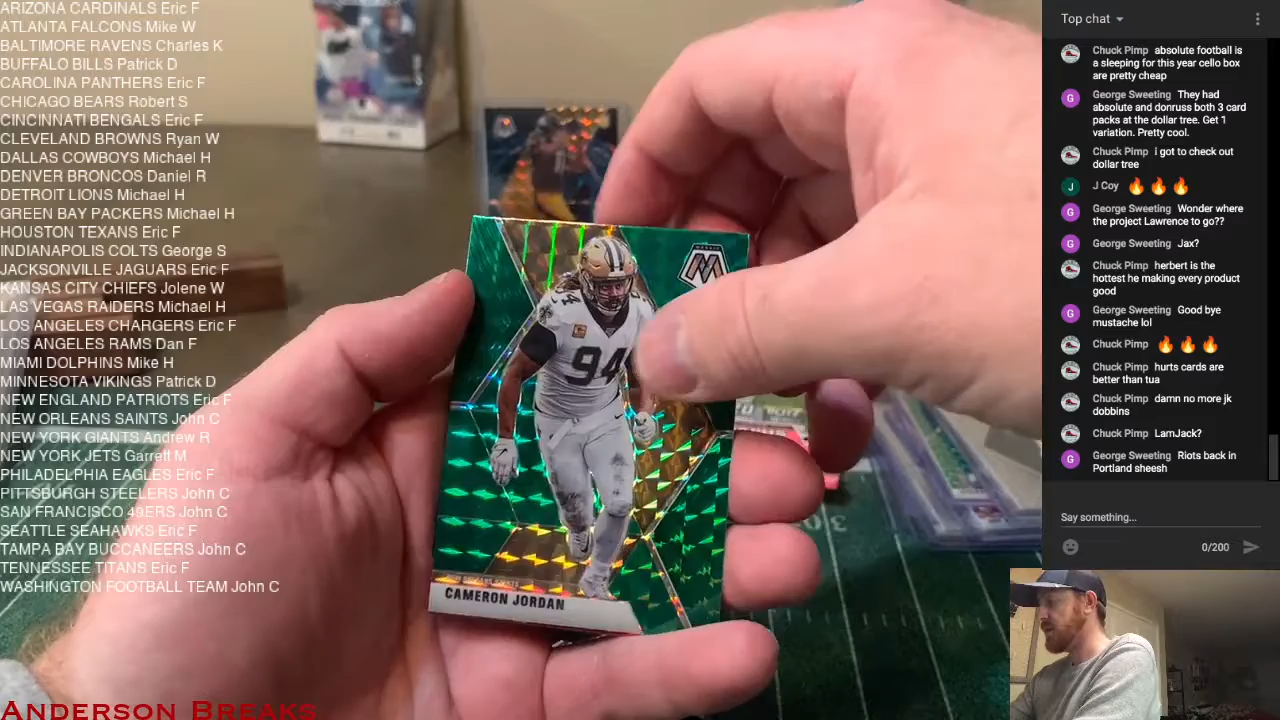 ARIZONA CARDINALS Eric F
ATLANTA FALCONS Mike W
BALTIMORE RAVENS Charles K
BUFFALO BILLS Patrick D
CAROLINA PANTHERS Eric F
CHICAGO BEARS Robert S
CINCINNATI BENGALS Eric F
CLEVELAND BROWNS Ryan W
DALLAS COWBOYS Michael H
DENVER BRONCOS Daniel R
DETROIT LIONS Michael H
GREEN BAY PACKERS Michael H
HOUSTON TEXANS Eric F
INDIANAPOLIS COLTS George S
JACKSONVILLE JAGUARS Eric F
KANSAS CITY CHIEFS Jolene W
LAS VEGAS RAIDERS Michael H
LOS ANGELES CHARGERS Eric F
LOS ANGELES RAMS Dan F
MIAMI DOLPHINS Mike H
MINNESOTA VIKINGS Patrick D
NEW ENGLAND PATRIOTS Eric F
NEW ORLEANS SAINTS John C
NEW YORK GIANTS Andrew R
NEW YORK JETS Garrett M
PHILADELPHIA EAGLES Eric F
PITTSBURGH STEELERS John C
SAN FRANCISCO 49ERS John C
SEATTLE SEAHAWKS Eric F
TAMPA BAY BUCCANEERS John C
TENNESSEE TITANS Eric F
WASHINGTON FOOTBALL TEAM John C
ANDERSON BREAKS
MOSAIC
94
94
CAMERON JORDAN
Top chat
Chuck Pimp absolute football is
a sleeping for this year cello box
are pretty cheap
G George Sweeting They had
absolute and donruss both 3 card
packs at the dollar tree. Get 1
variation. Pretty cool.
Chuck Pimp i got to check out
dollar tree
J J Coy 🔥🔥🔥
G George Sweeting Wonder where
the project Lawrence to go??
G George Sweeting Jax?
Chuck Pimp herbert is the
hottest he making every product
good
G George Sweeting Good bye
mustache lol
Chuck Pimp 🔥🔥🔥
Chuck Pimp hurts cards are
better than tua
Chuck Pimp damn no more jk
dobbins
Chuck Pimp LamJack?
G George Sweeting Riots back in
Portland sheesh
Say something...
0/200